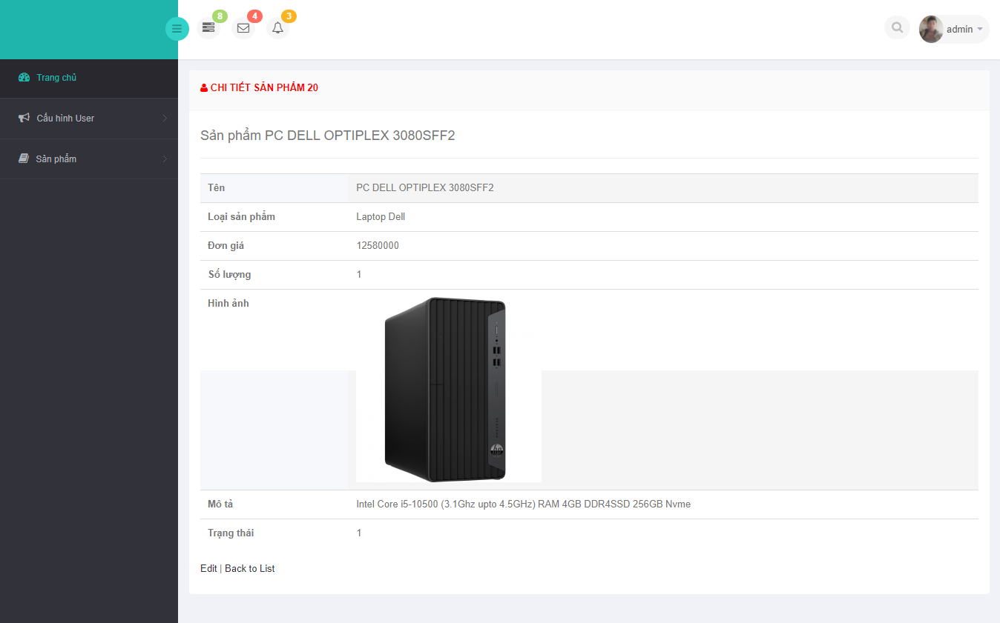 8
4
3
admin
Trang chủ
Cấu hình User
Sản phẩm
CHI TIẾT SẢN PHẨM 20
Sản phẩm PC DELL OPTIPLEX 3080SFF2
Tên PC DELL OPTIPLEX 3080SFF2
Loại sản phẩm Laptop Dell
Đơn giá 12580000
Số lượng 1
Hình ảnh
hp
Mô tả Intel Core i5-10500 (3.1Ghz upto 4.5GHz) RAM 4GB DDR4SSD 256GB Nvme
Trạng thái 1
Edit | Back to List